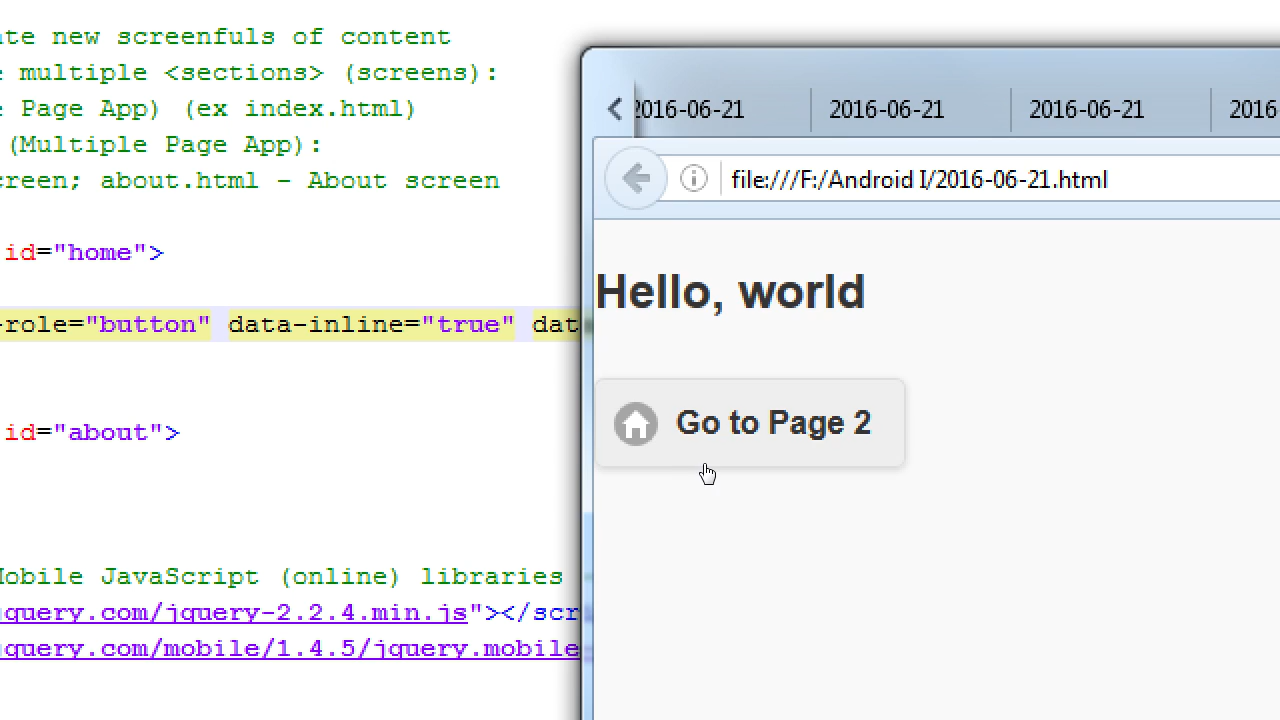 ate new screenfuls of content
e multiple <sections> (screens):
e Page App) (ex index.html)
(Multiple Page App):
creen; about.html - About screen
id="home">
-role="button" data-inline="true" dat
id="about">
Mobile JavaScript (online) libraries
jquery.com/jquery-2.2.4.min.js"></scr
jquery.com/mobile/1.4.5/jquery.mobile
2016-06-21 2016-06-21 2016-06-21 2016
file:///F:/Android I/2016-06-21.html
Hello, world
Go to Page 2